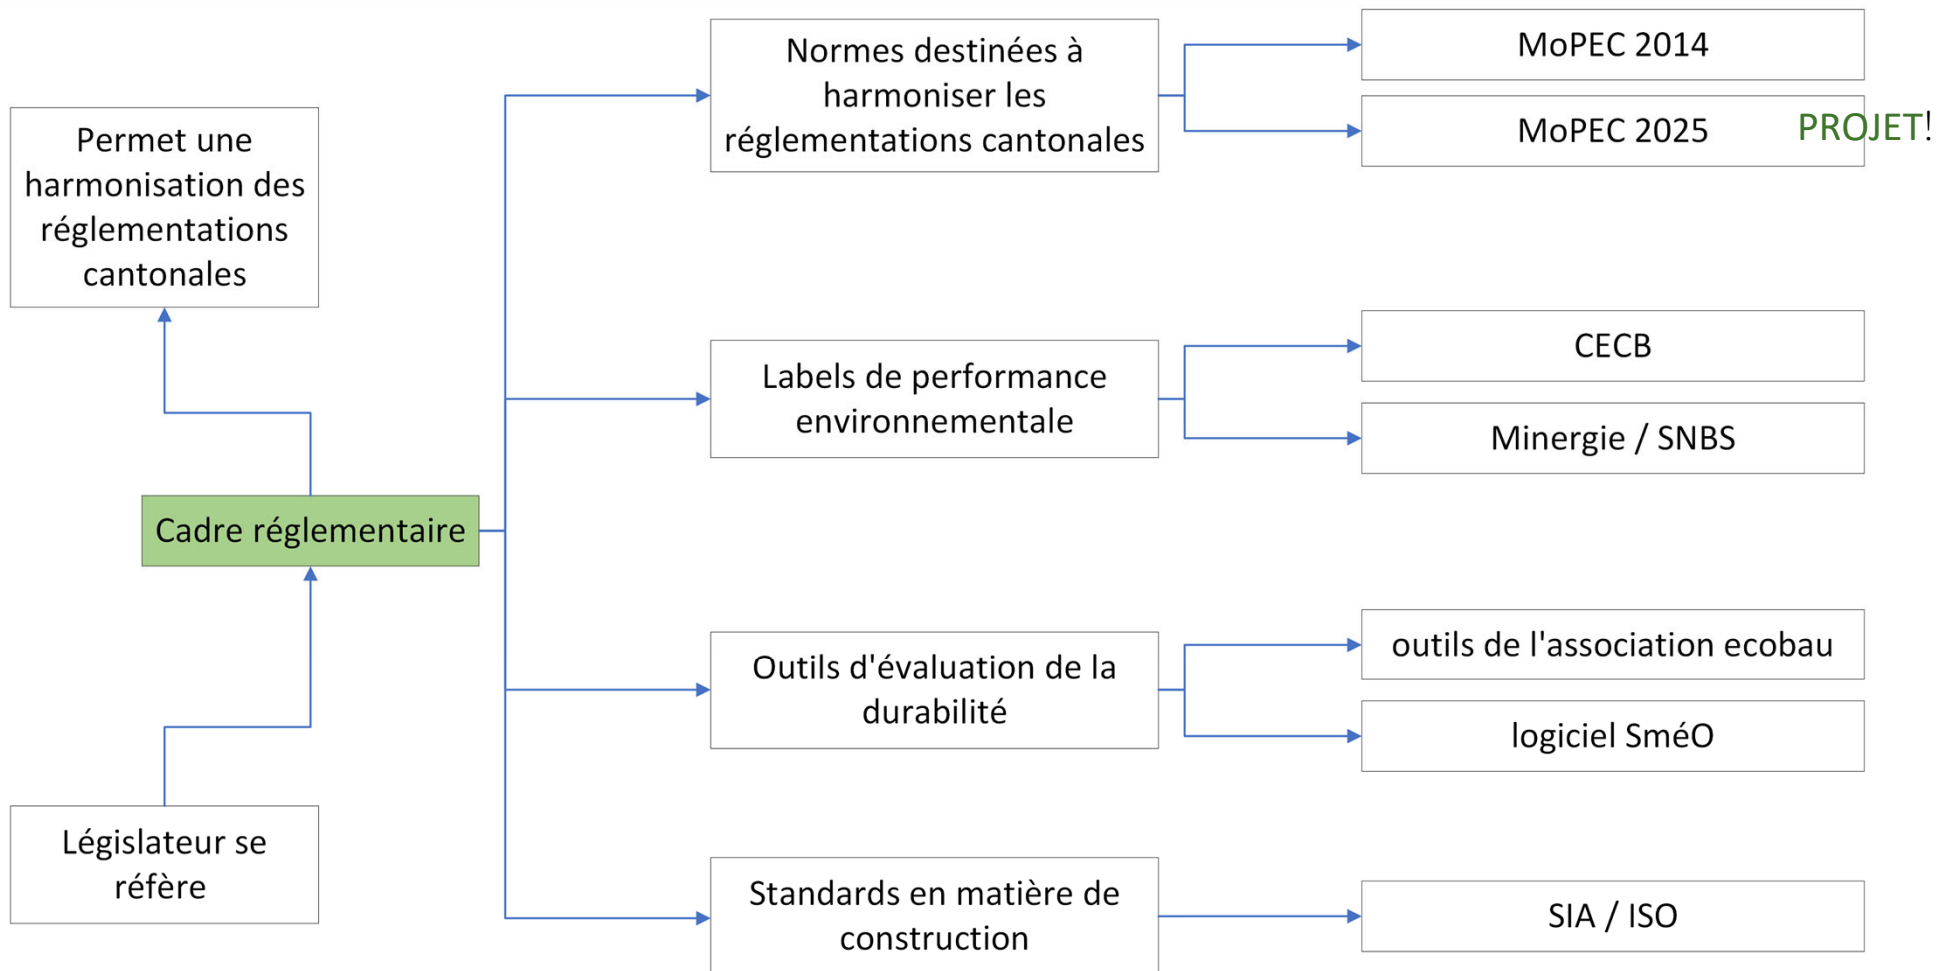 Permet une
harmonisation des
réglementations
cantonales
Cadre réglementaire
Législateur se
réfère
Normes destinées à
harmoniser les
réglementations cantonales
MoPEC 2014
MoPEC 2025 PROJET!
Labels de performance
environnementale
CECB
Minergie / SNBS
Outils d'évaluation de la
durabilité
outils de l'association ecobau
logiciel SméO
Standards en matière de
construction
SIA / ISO